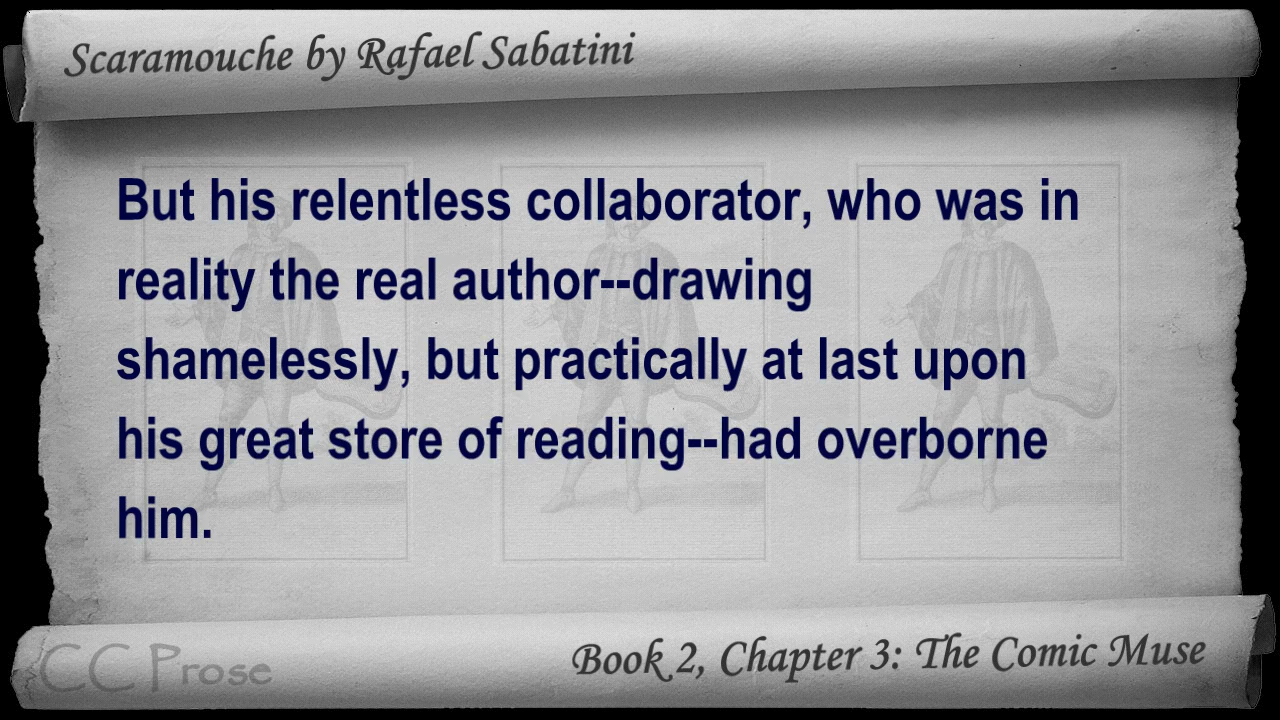 Scaramouche by Rafael Sabatini
But his relentless collaborator, who was in
reality the real author--drawing
shamelessly, but practically at last upon
his great store of reading--had overborne
him.
CC Prose
Book 2, Chapter 3: The Comic Muse